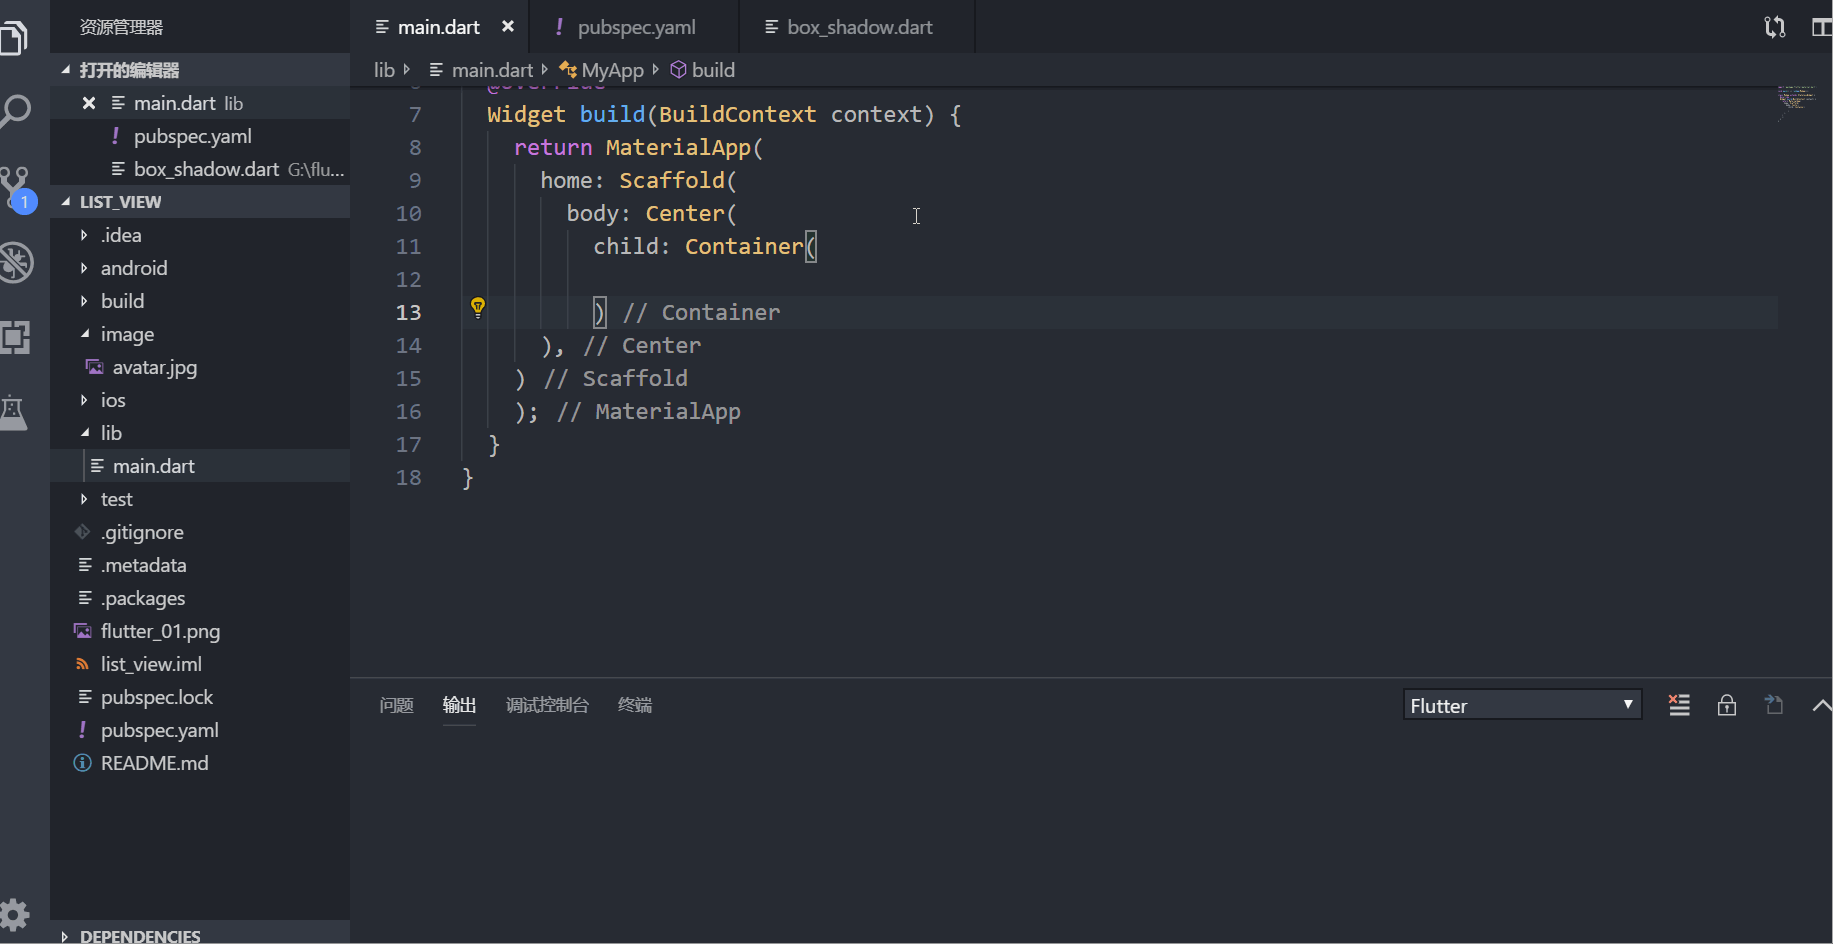 资源管理器
打开的编辑器
main.dart lib
! pubspec.yaml
box_shadow.dart G:\flu...
1
LIST_VIEW
.idea
android
build
image
avatar.jpg
ios
lib
main.dart
test
.gitignore
.metadata
.packages
flutter_01.png
list_view.iml
pubspec.lock
! pubspec.yaml
README.md
DEPENDENCIES
main.dart
! pubspec.yaml
box_shadow.dart
lib main.dart MyApp build
@override
7 Widget build(BuildContext context) {
8 return MaterialApp(
9 home: Scaffold(
10 body: Center(
11 child: Container(
12
13 ) // Container
14 ), // Center
15 ) // Scaffold
16 ); // MaterialApp
17 }
18 }
问题 输出 调试控制台 终端
Flutter